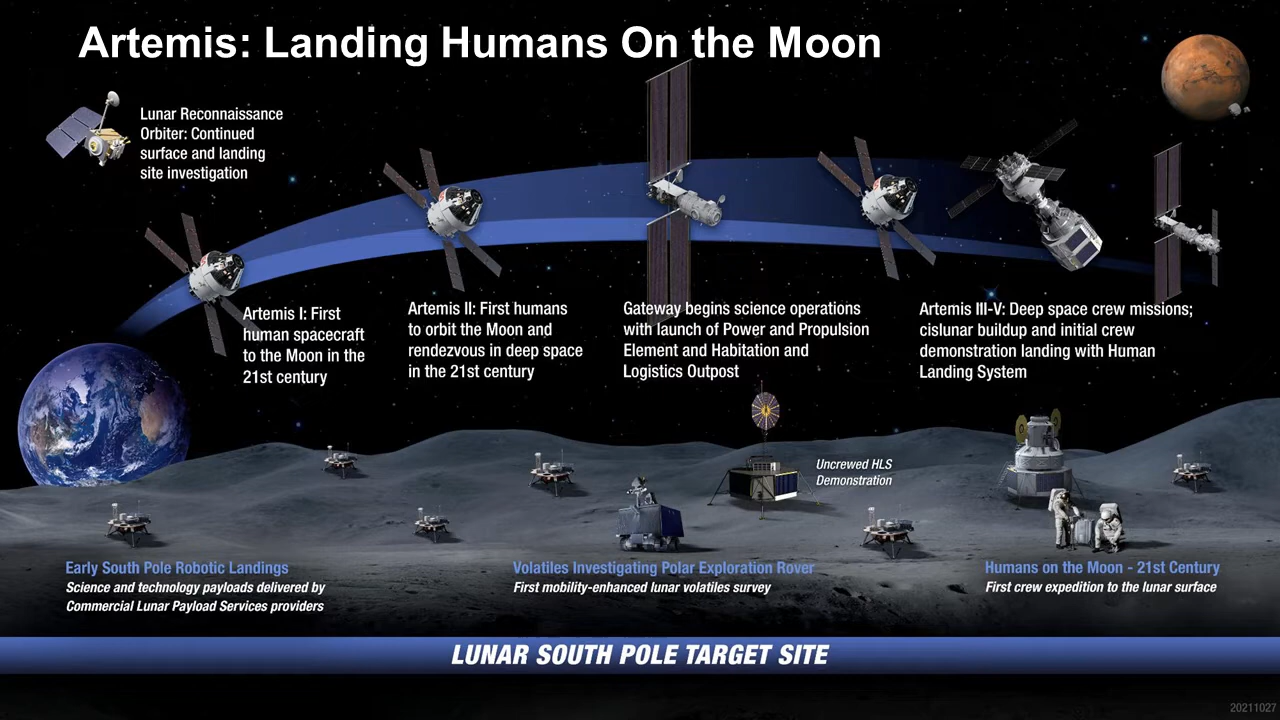 Artemis: Landing Humans On the Moon
Lunar Reconnaissance
Orbiter: Continued
surface and landing
site investigation
Artemis I: First
human spacecraft
to the Moon in the
21st century
Artemis II: First humans
to orbit the Moon and
rendezvous in deep space
in the 21st century
Gateway begins science operations
with launch of Power and Propulsion
Element and Habitation and
Logistics Outpost
Artemis III-V: Deep space crew missions;
cislunar buildup and initial crew
demonstration landing with Human
Landing System
Uncrewed HLS
Demonstration
Early South Pole Robotic Landings
Science and technology payloads delivered by
Commercial Lunar Payload Services providers
Volatiles Investigating Polar Exploration Rover
First mobility-enhanced lunar volatiles survey
Humans on the Moon - 21st Century
First crew expedition to the lunar surface
LUNAR SOUTH POLE TARGET SITE
20211027